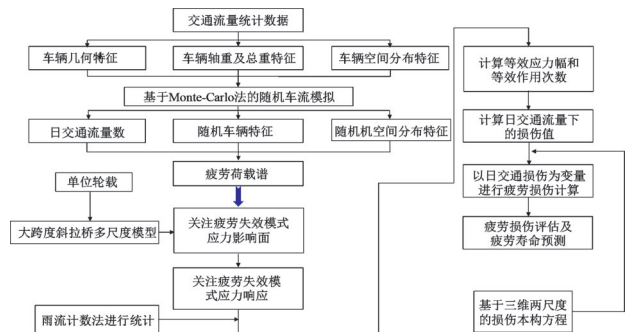 交通流量统计数据
车辆几何特征
车辆轴重及总重特征
车辆空间分布特征
基于Monte-Carlo法的随机车流模拟
日交通流量数
随机车辆特征
随机机空间分布特征
疲劳荷载谱
单位轮载
大跨度斜拉桥多尺度模型
关注疲劳失效模式
应力影响面
关注疲劳失效模
式应力响应
雨流计数法进行统计
计算等效应力幅和
等效作用次数
计算日交通流量下
的损伤值
以日交通损伤为变量
进行疲劳损伤计算
疲劳损伤评估及
疲劳寿命预测
基于三维两尺度
的损伤本构方程